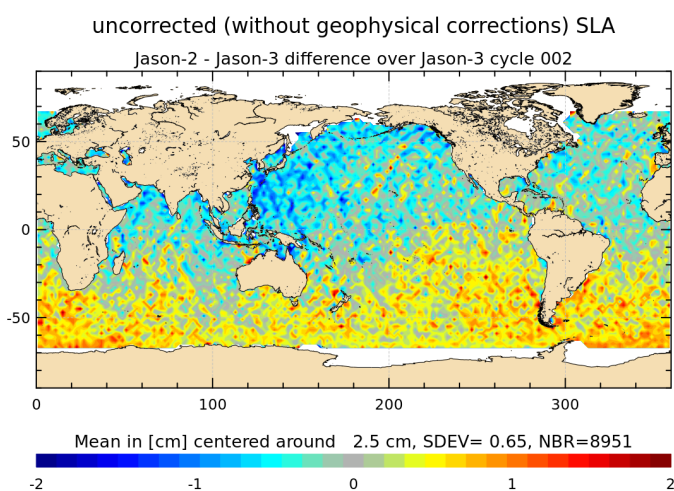 uncorrected (without geophysical corrections) SLA
Jason-2 - Jason-3 difference over Jason-3 cycle 002
50
0
-50
0 100 200 300
Mean in [cm] centered around 2.5 cm, SDEV= 0.65, NBR=8951
-2 -1 0 1 2